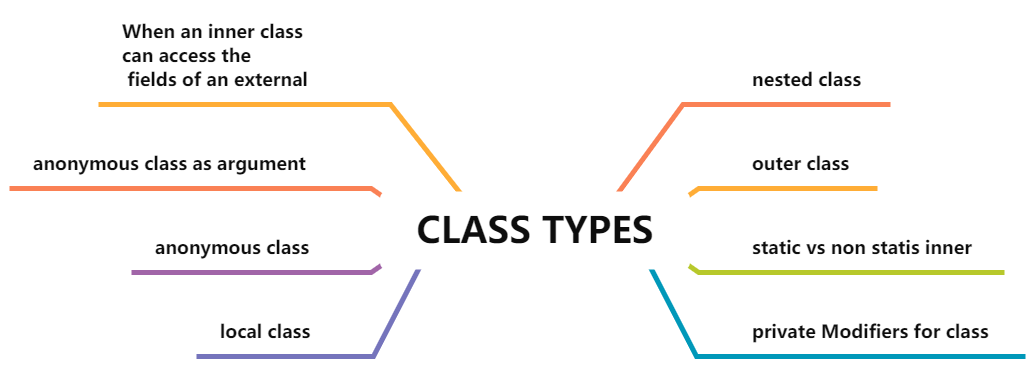 When an inner class
can access the
fields of an external
anonymous class as argument
anonymous class
local class
CLASS TYPES
nested class
outer class
static vs non statis inner
private Modifiers for class